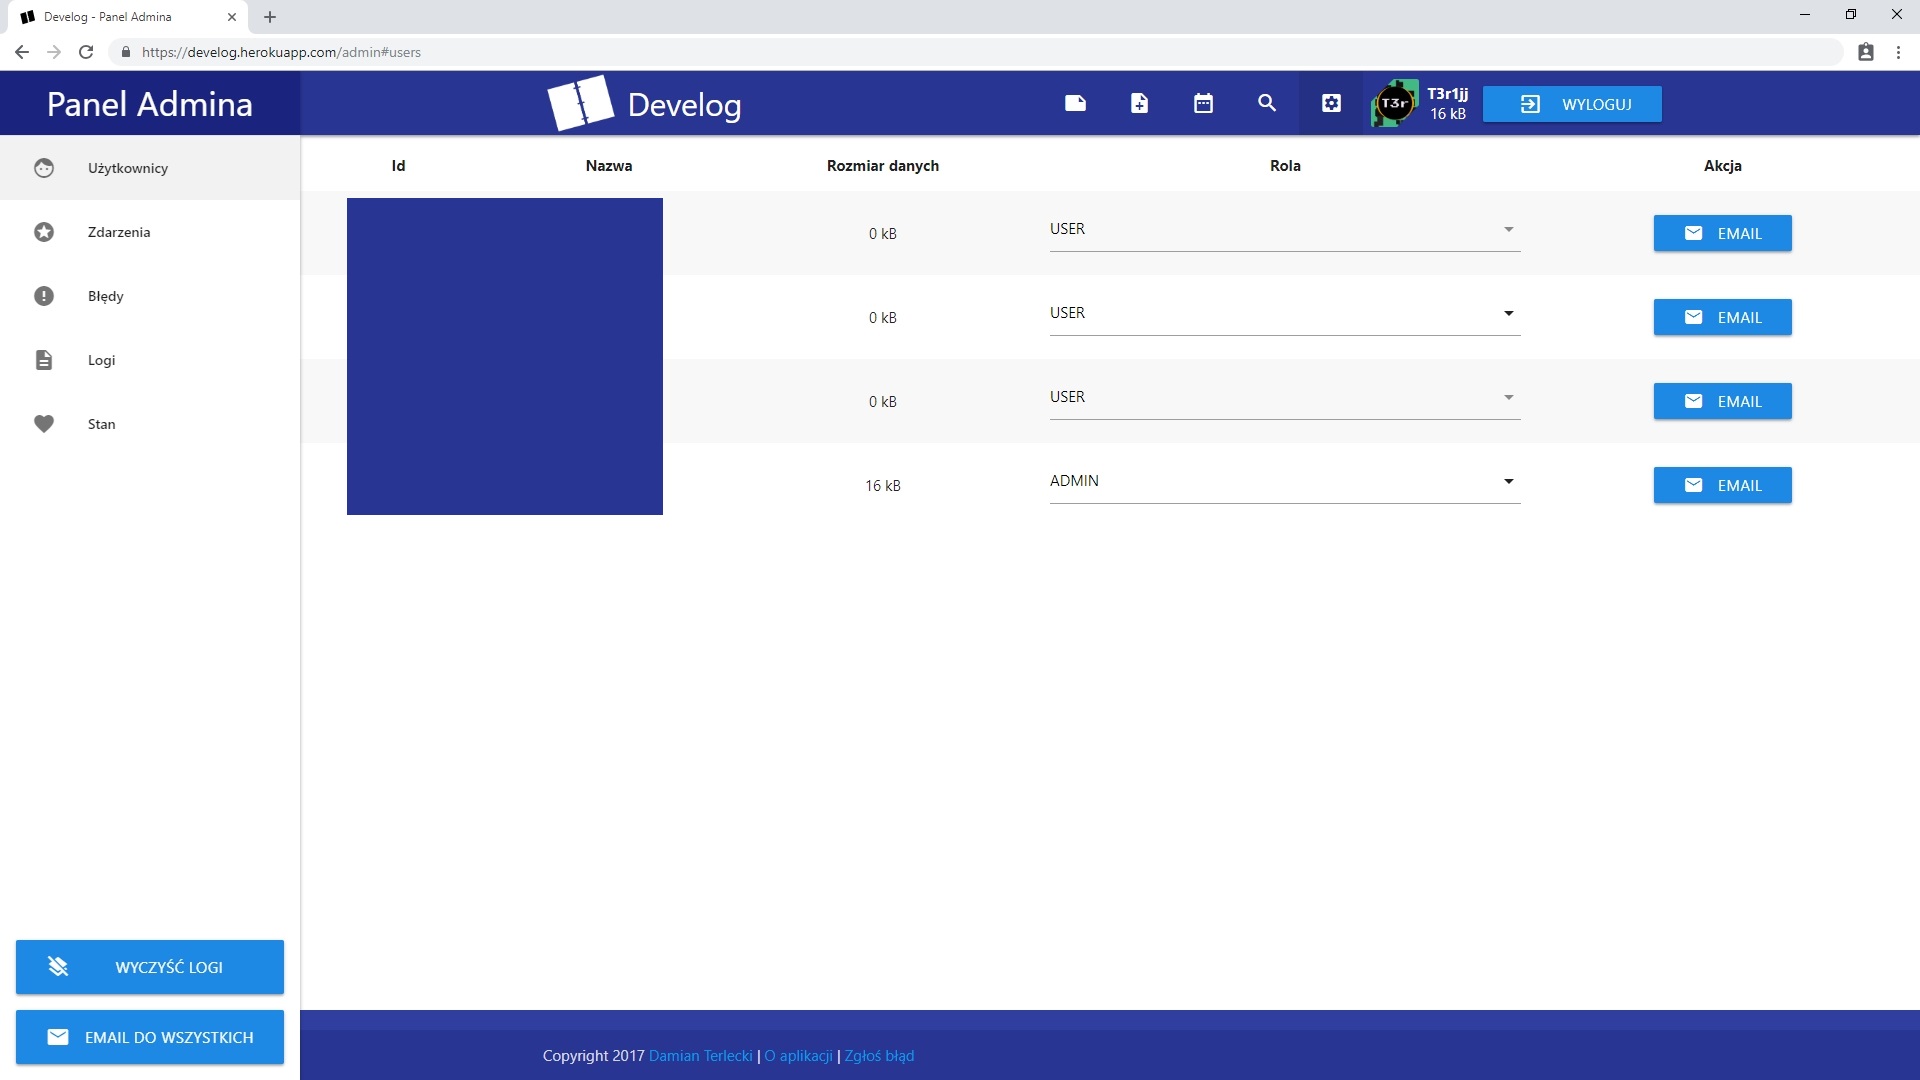 Develog - Panel Admina
https://develog.herokuapp.com/admin#users
Panel Admina
Develog
T3r
T3r1jj
16 kB
WYLOGUJ
Użytkownicy
Zdarzenia
Błędy
Logi
Stan
Id Nazwa Rozmiar danych Rola Akcja
0 kB USER EMAIL
0 kB USER EMAIL
0 kB USER EMAIL
16 kB ADMIN EMAIL
WYCZYŚĆ LOGI
EMAIL DO WSZYSTKICH
Copyright 2017 Damian Terlecki | O aplikacji | Zgłoś błąd